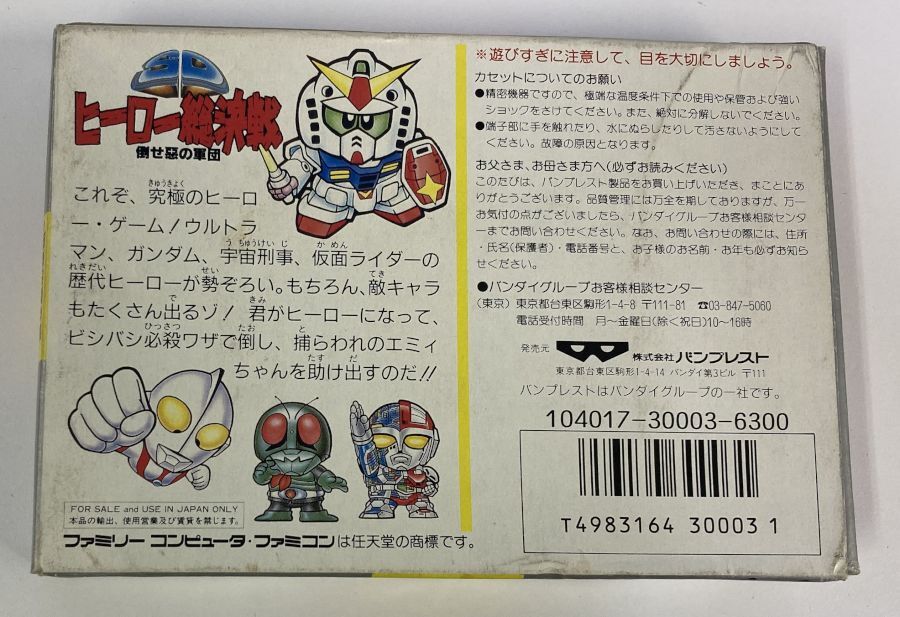 SD
ヒーロー総決戦
倒せ悪の軍団
これぞ、究極のヒーロ
ー・ゲーム!ウルトラ
マン、ガンダム、宇宙刑事、仮面ライダーの
歴代ヒーローが勢ぞろい。もちろん、敵キャラ
もたくさん出るゾ! 君がヒーローになって、
ビシバシ必殺ワザで倒し、捕らわれのエミィ
ちゃんを助け出すのだ!!
FOR SALE and USE IN JAPAN ONLY
本品の輸出、使用営業及び賃貸を禁じます。
ファミリーコンピュータ・ファミコンは任天堂の商標です。
※遊びすぎに注意して、目を大切にしましょう。
カセットについてのお願い
●精密機器ですので、極端な温度条件下での使用や保管および強い
ショックをさけてください。また、絶対に分解しないでください。
●端子部に手を触れたり、水にぬらしたりして汚さないようにして
ください。故障の原因となります。
お父さま、お母さま方へ(必ずお読みください)
このたびは、バンプレスト製品をお買い上げいただき、まことにあ
りがとうございます。品質管理には万全を期しておりますが、万一
お気付の点がございましたら、バンダイグループお客様相談センタ
ーまでお問い合わせください。なお、お問い合わせの際には、住所
・氏名(保護者)・電話番号と、お子様のお名前・お年も必ずお知ら
せください。
●バンダイグループお客様相談センター
(東京) 東京都台東区駒形1-4-8 〒111-81 ☎03-847-5060
電話受付時間 月〜金曜日(除く祝日)10〜16時
発売元 株式会社バンプレスト
東京都台東区駒形1-4-14 バンダイ第3ビル 〒111
バンプレストはバンダイグループの一社です。
104017-30003-6300
T4983164 30003 1